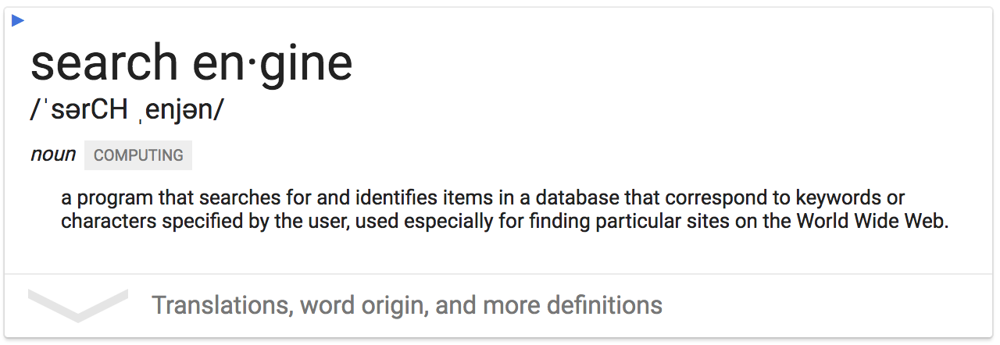 search en·gine
/ˈsərCH ˌenjən/
noun COMPUTING
a program that searches for and identifies items in a database that correspond to keywords or
characters specified by the user, used especially for finding particular sites on the World Wide Web.
Translations, word origin, and more definitions